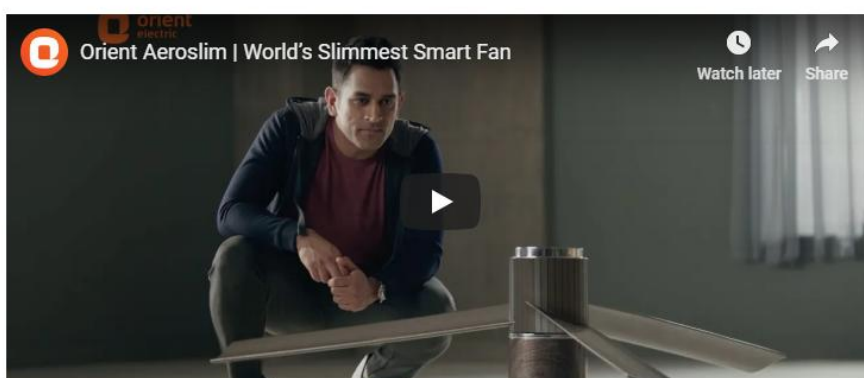 orient
electric
Orient Aeroslim | World's Slimmest Smart Fan
Watch later
Share